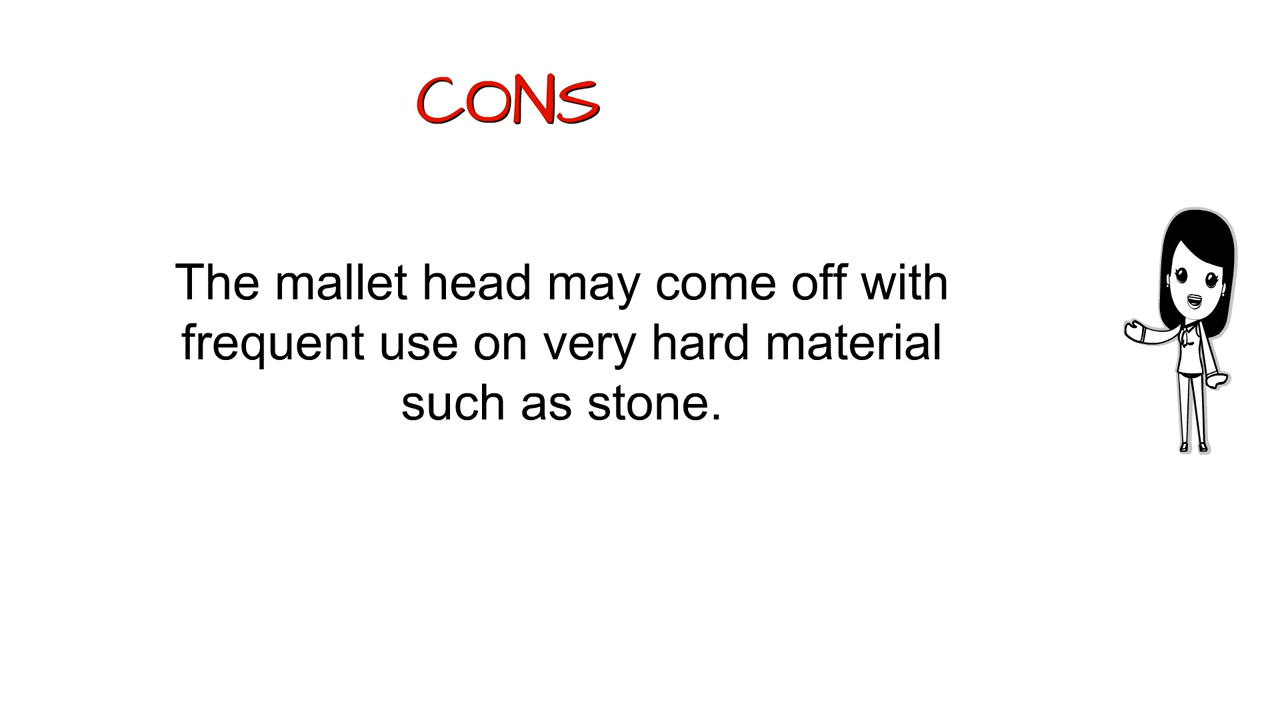 CONS
The mallet head may come off with
frequent use on very hard material
such as stone.